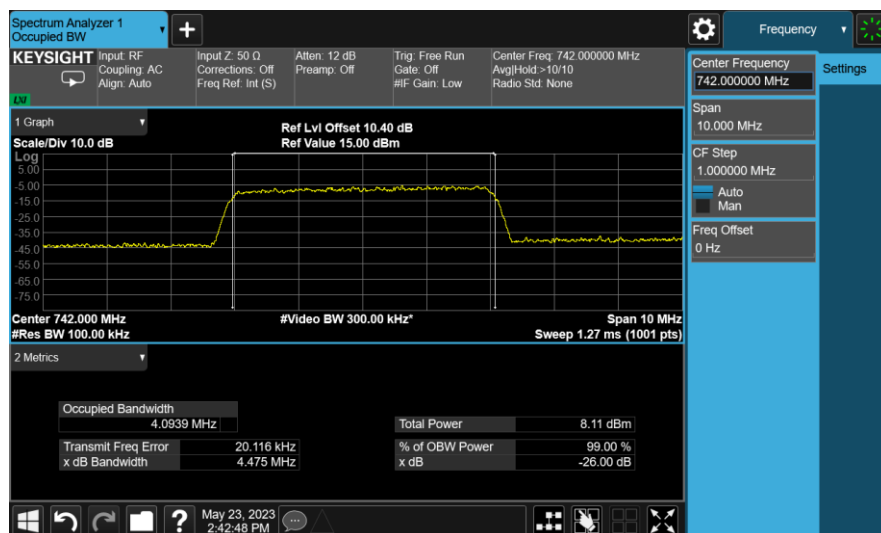 Spectrum Analyzer 1
Occupied BW
Frequency
KEYSIGHT
LXI
Input: RF
Coupling: AC
Align: Auto
Input Z: 50 Ω
Corrections: Off
Freq Ref: Int (S)
Atten: 12 dB
Preamp: Off
Trig: Free Run
Gate: Off
#IF Gain: Low
Center Freq: 742.000000 MHz
Avg|Hold:>10/10
Radio Std: None
Center Frequency
742.000000 MHz
Settings
Span
10.000 MHz
CF Step
1.000000 MHz
Auto
Man
Freq Offset
0 Hz
1 Graph
Scale/Div 10.0 dB
Ref Lvl Offset 10.40 dB
Ref Value 15.00 dBm
Log
5.00
-5.00
-15.0
-25.0
-35.0
-45.0
-55.0
-65.0
-75.0
Center 742.000 MHz
#Video BW 300.00 kHz*
Span 10 MHz
#Res BW 100.00 kHz
Sweep 1.27 ms (1001 pts)
2 Metrics
Occupied Bandwidth
4.0939 MHz
Total Power 8.11 dBm
Transmit Freq Error 20.116 kHz
% of OBW Power 99.00 %
x dB Bandwidth 4.475 MHz
x dB -26.00 dB
?
May 23, 2023
2:42:48 PM